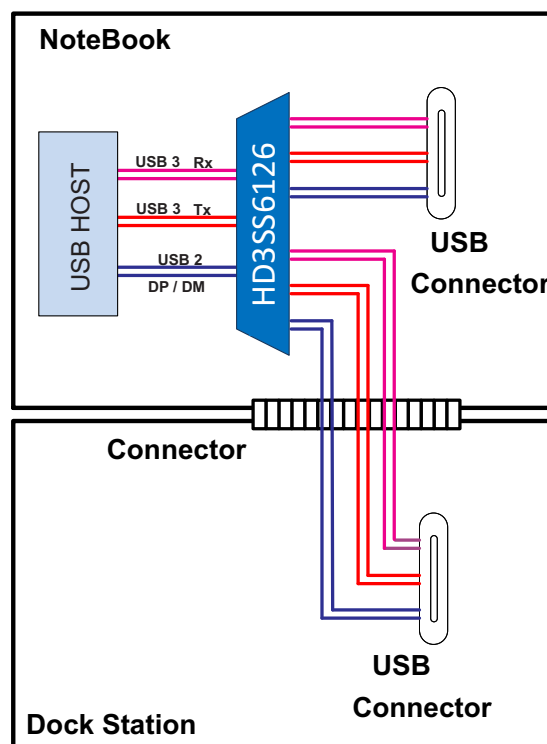 NoteBook
USB HOST
USB 3 Rx
USB 3 Tx
USB 2
DP / DM
HD3SS6126
USB
Connector
Connector
USB
Connector
Dock Station